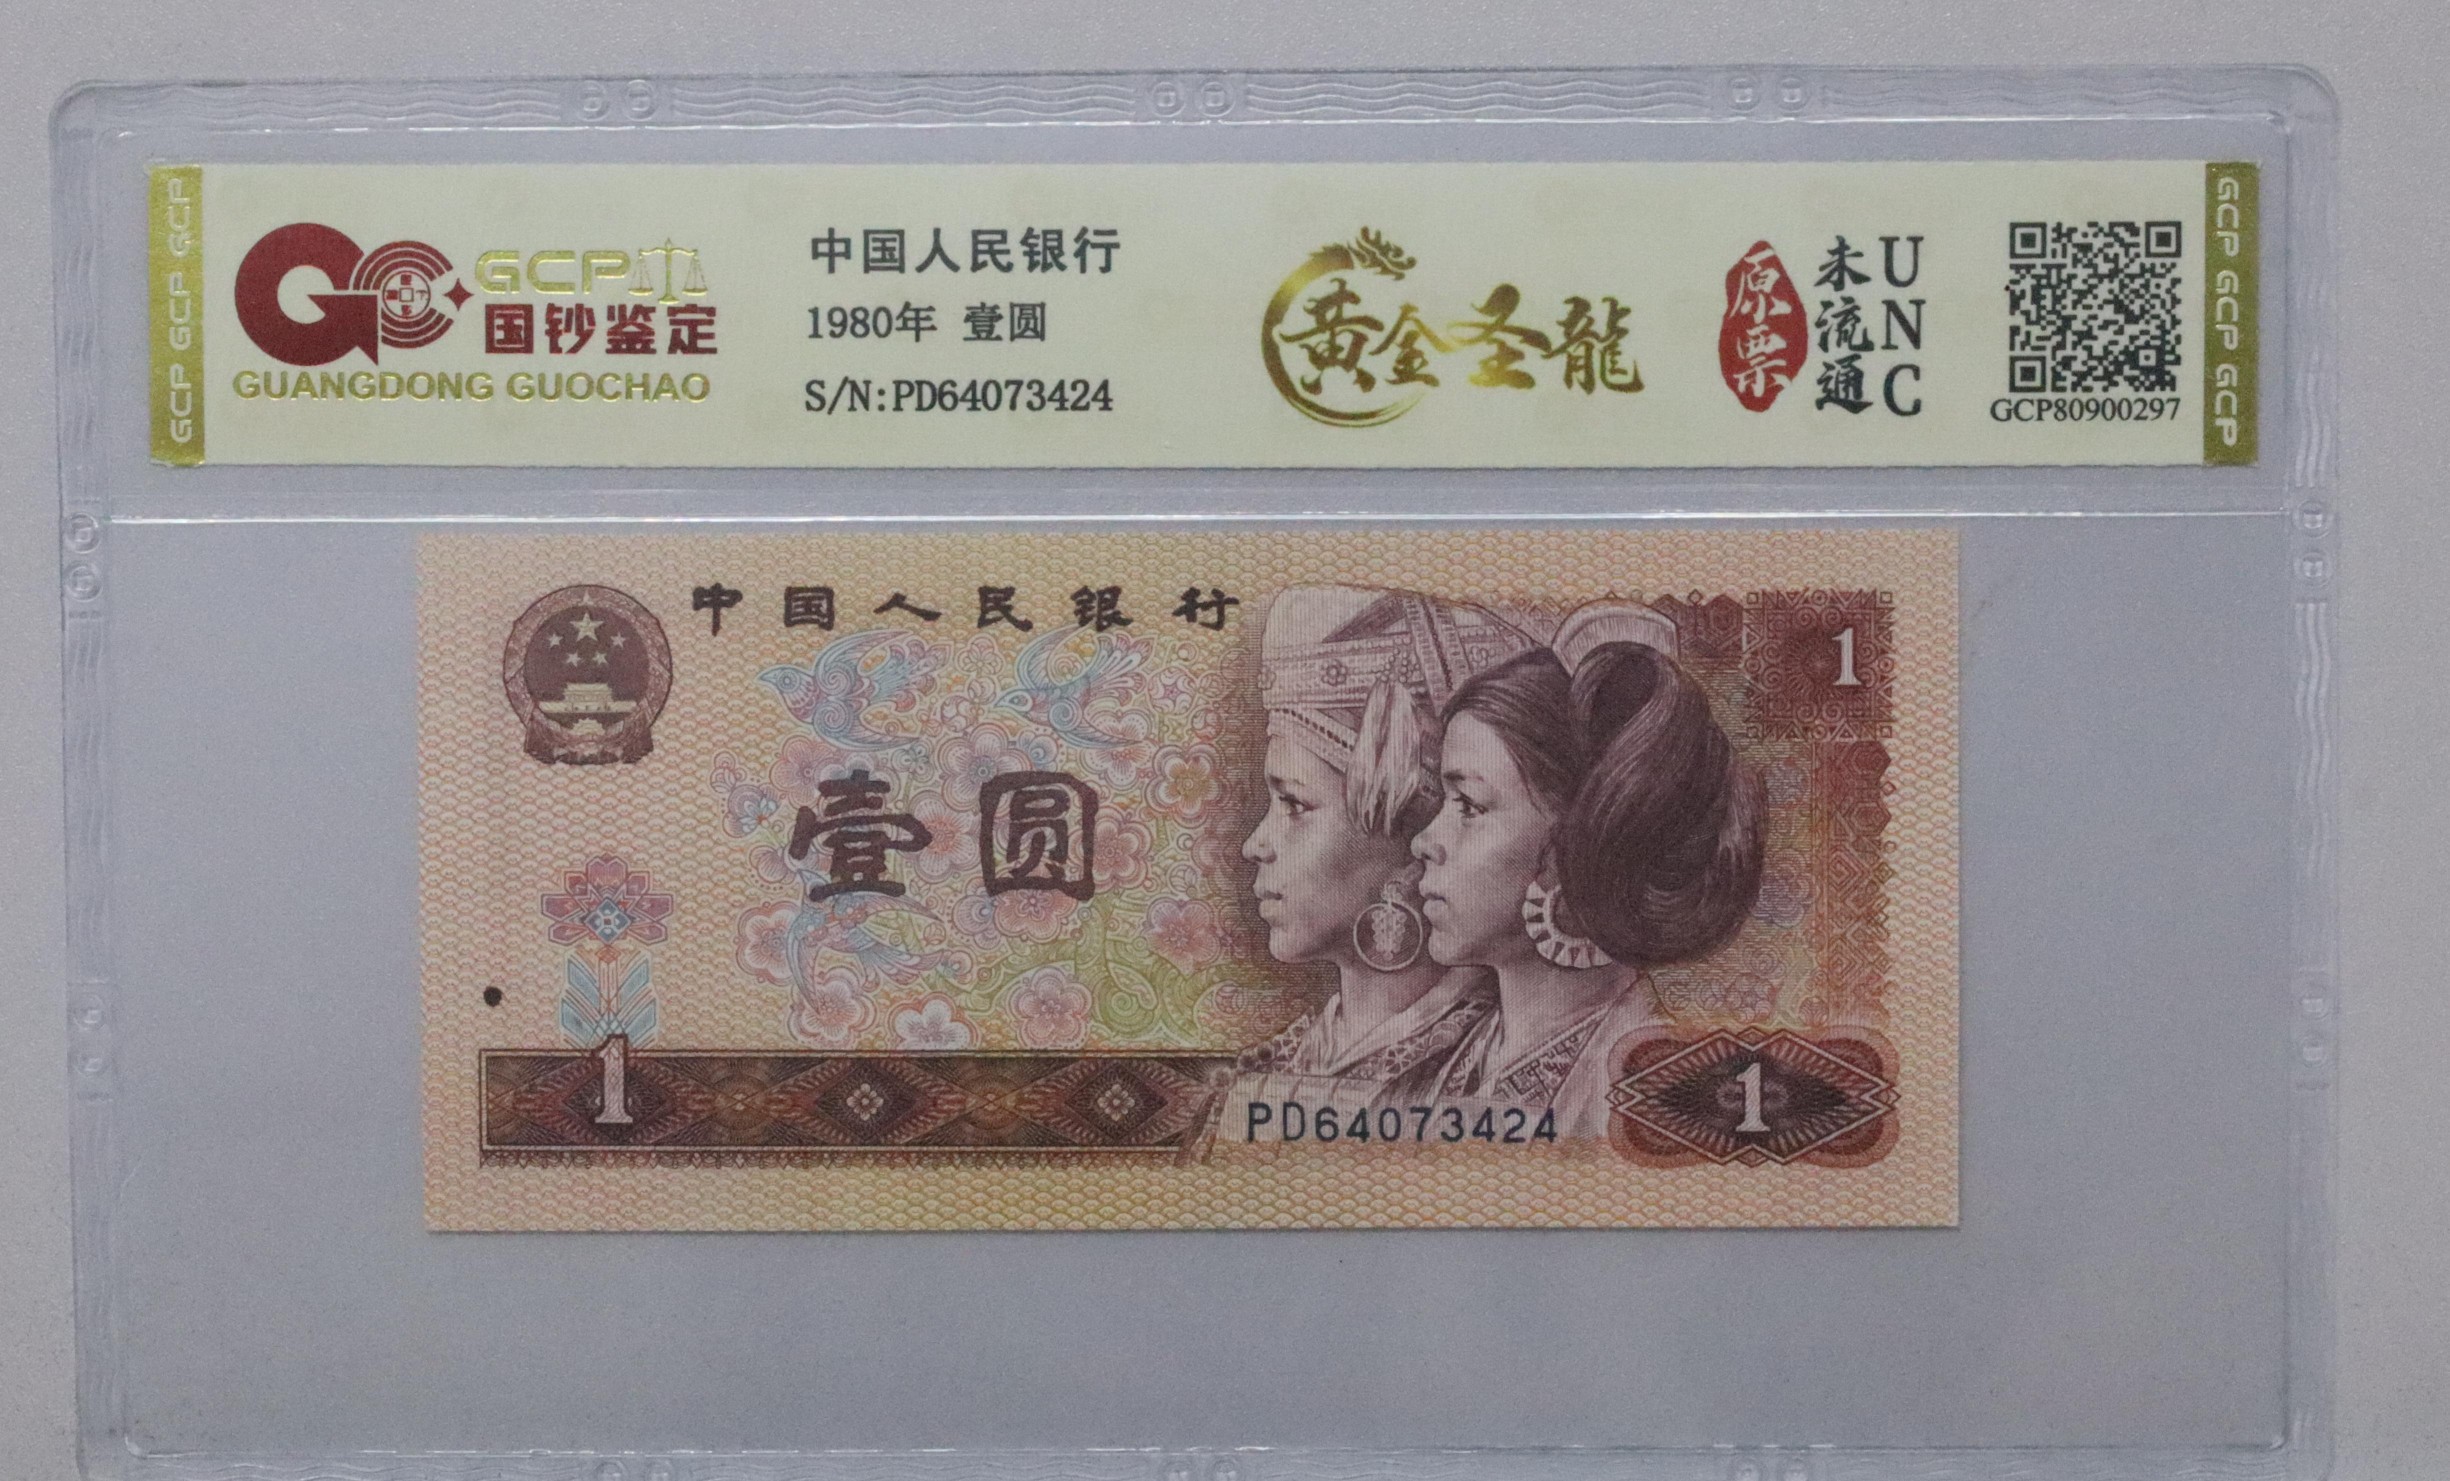 GCP GCP GCP
GCP
国钞鉴定
GUANGDONG GUOCHAO
中国人民银行
1980年 壹圆
S/N:PD64073424
黄金圣龍
原票
未流通
UNC
GCP80900297
GCP GCP GCP
中国人民银行
1
壹圆
1
1
PD64073424